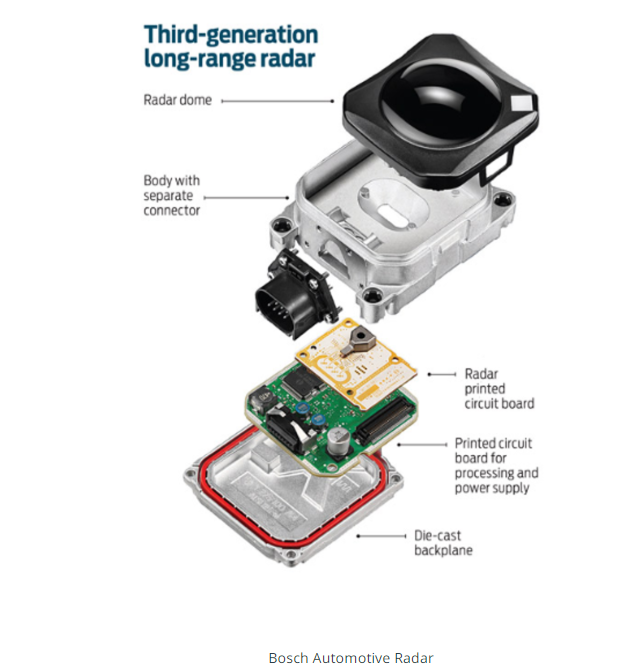 Third-generation
long-range radar
Radar dome
Body with
separate
connector
Radar
printed
circuit board
Printed circuit
board for
processing and
power supply
Die-cast
backplane
Bosch Automotive Radar